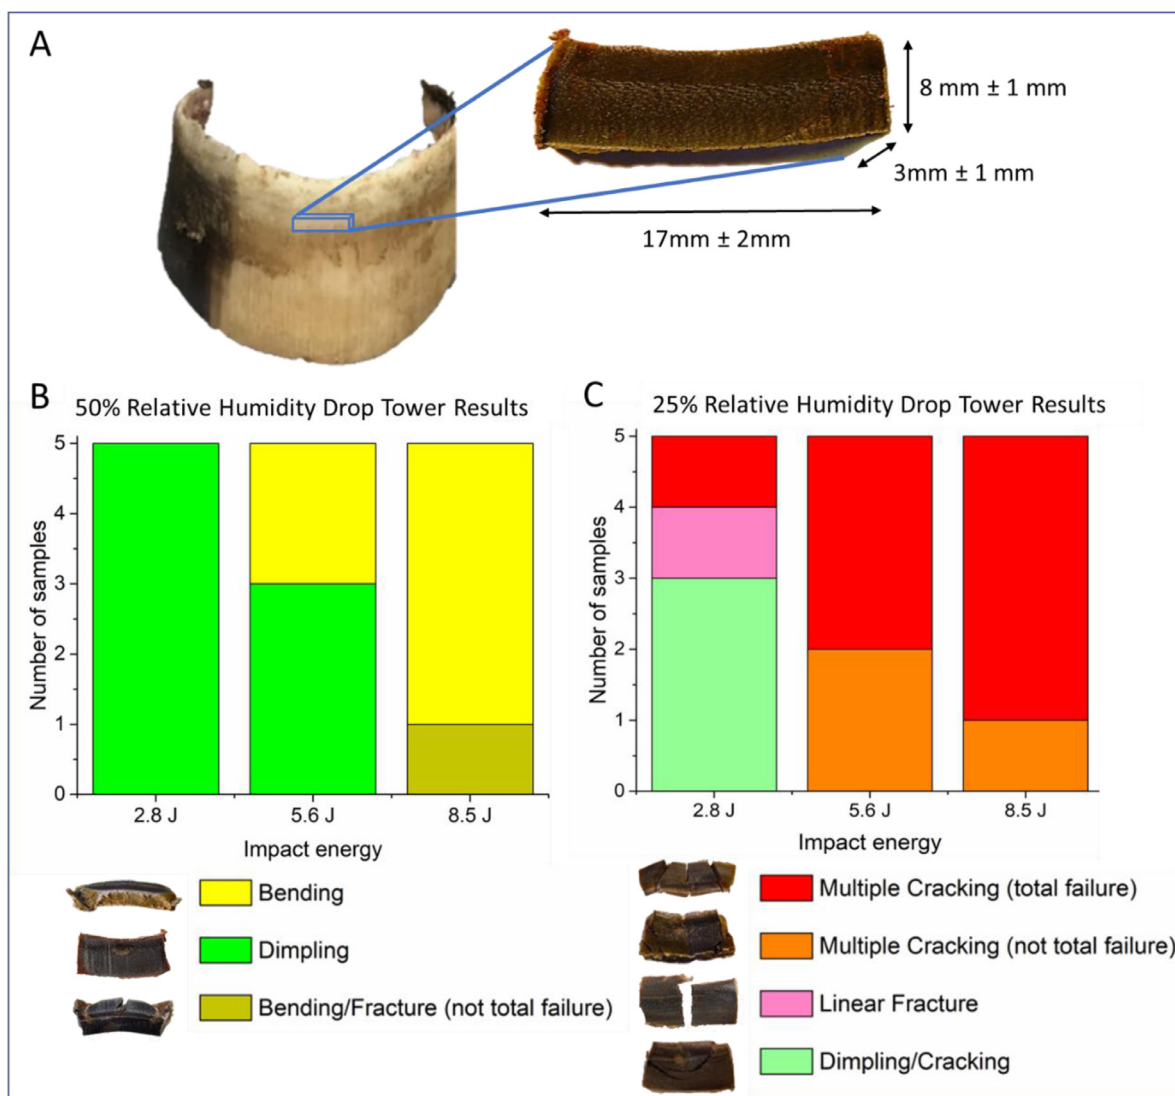 A
8 mm ± 1 mm
3mm ± 1 mm
17mm ± 2mm
B
50% Relative Humidity Drop Tower Results
Number of samples
5
4
3
2
1
0
2.8 J
5.6 J
8.5 J
Impact energy
Bending
Dimpling
Bending/Fracture (not total failure)
C
25% Relative Humidity Drop Tower Results
Number of samples
5
4
3
2
1
0
2.8 J
5.6 J
8.5 J
Impact energy
Multiple Cracking (total failure)
Multiple Cracking (not total failure)
Linear Fracture
Dimpling/Cracking